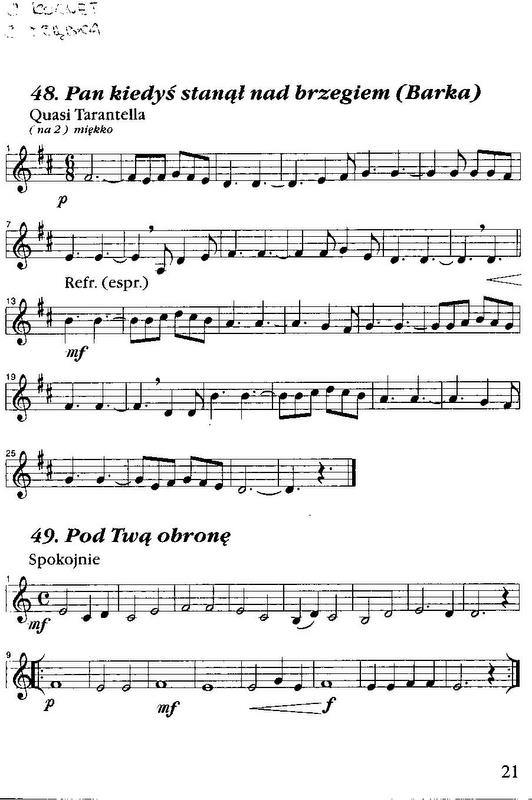 2 KORNET
2 TRĄBKA
48. Pan kiedyś stanął nad brzegiem (Barka)
Quasi Tarantella
( na 2 ) miękko
1
6
8
p
7
Refr. (espr.)
13
mf
19
25
49. Pod Twą obronę
Spokojnie
1
mf
9
p mf f
21